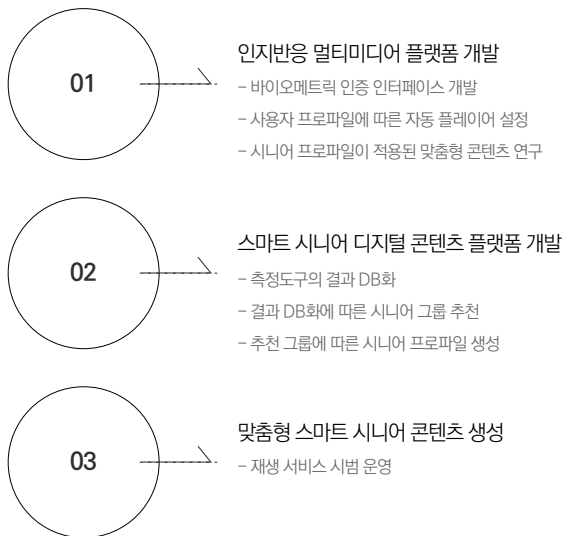 01
인지반응 멀티미디어 플랫폼 개발
– 바이오메트릭 인증 인터페이스 개발
– 사용자 프로파일에 따른 자동 플레이어 설정
– 시니어 프로파일이 적용된 맞춤형 콘텐츠 연구
02
스마트 시니어 디지털 콘텐츠 플랫폼 개발
– 측정도구의 결과 DB화
– 결과 DB화에 따른 시니어 그룹 추천
– 추천 그룹에 따른 시니어 프로파일 생성
03
맞춤형 스마트 시니어 콘텐츠 생성
– 재생 서비스 시범 운영